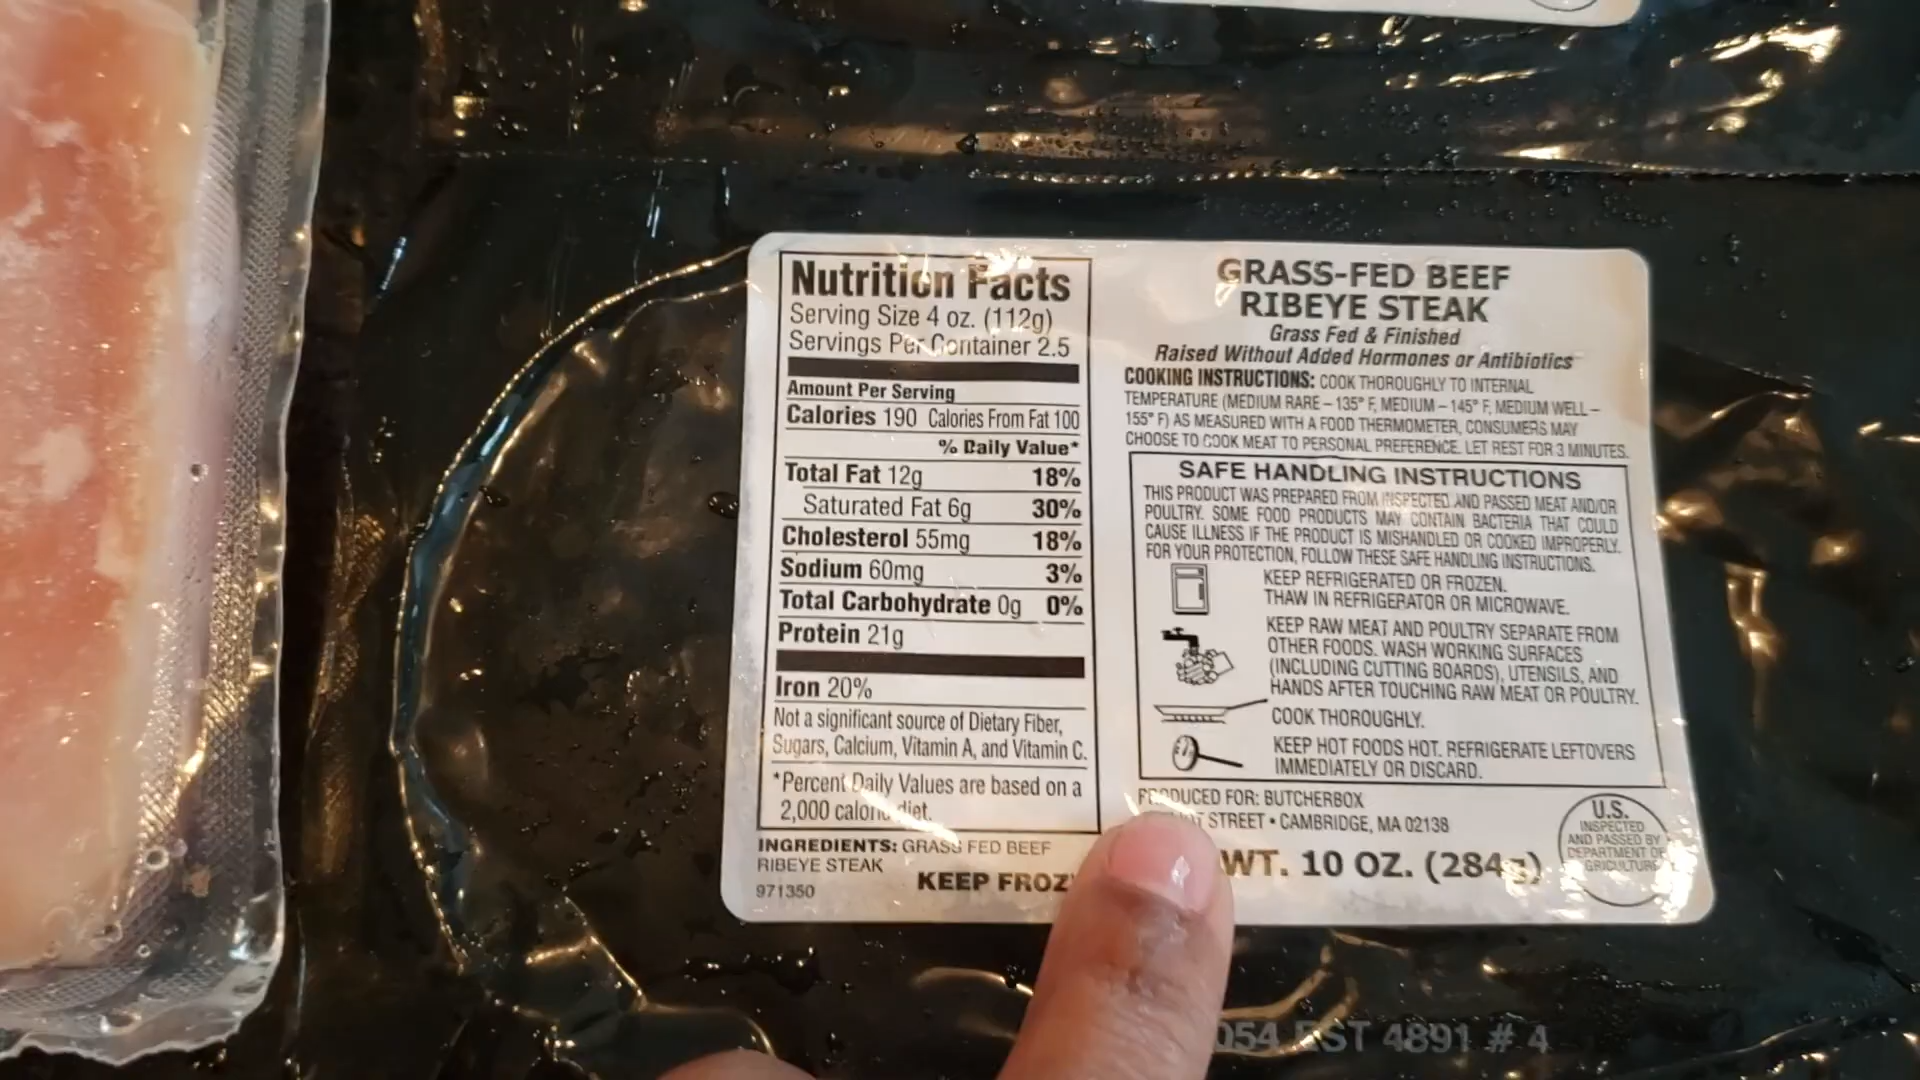 Nutrition Facts
Serving Size 4 oz. (112g)
Servings Per Container 2.5
Amount Per Serving
Calories 190 Calories From Fat 100
% Daily Value*
Total Fat 12g 18%
Saturated Fat 6g 30%
Cholesterol 55mg 18%
Sodium 60mg 3%
Total Carbohydrate 0g 0%
Protein 21g
Iron 20%
Not a significant source of Dietary Fiber,
Sugars, Calcium, Vitamin A, and Vitamin C.
*Percent Daily Values are based on a
2,000 calorie diet.
INGREDIENTS: GRASS FED BEEF
RIBEYE STEAK
971350
KEEP FROZ
GRASS-FED BEEF
RIBEYE STEAK
Grass Fed & Finished
Raised Without Added Hormones or Antibiotics
COOKING INSTRUCTIONS: COOK THOROUGHLY TO INTERNAL
TEMPERATURE (MEDIUM RARE – 135° F, MEDIUM – 145° F, MEDIUM WELL –
155° F) AS MEASURED WITH A FOOD THERMOMETER, CONSUMERS MAY
CHOOSE TO COOK MEAT TO PERSONAL PREFERENCE. LET REST FOR 3 MINUTES.
SAFE HANDLING INSTRUCTIONS
THIS PRODUCT WAS PREPARED FROM INSPECTED AND PASSED MEAT AND/OR
POULTRY. SOME FOOD PRODUCTS MAY CONTAIN BACTERIA THAT COULD
CAUSE ILLNESS IF THE PRODUCT IS MISHANDLED OR COOKED IMPROPERLY.
FOR YOUR PROTECTION, FOLLOW THESE SAFE HANDLING INSTRUCTIONS.
KEEP REFRIGERATED OR FROZEN.
THAW IN REFRIGERATOR OR MICROWAVE.
KEEP RAW MEAT AND POULTRY SEPARATE FROM
OTHER FOODS. WASH WORKING SURFACES
(INCLUDING CUTTING BOARDS), UTENSILS, AND
HANDS AFTER TOUCHING RAW MEAT OR POULTRY.
COOK THOROUGHLY.
KEEP HOT FOODS HOT. REFRIGERATE LEFTOVERS
IMMEDIATELY OR DISCARD.
PRODUCED FOR: BUTCHERBOX
STREET • CAMBRIDGE, MA 02138
WT. 10 OZ. (284g)
U.S.
INSPECTED
AND PASSED BY
DEPARTMENT OF
AGRICULTURE
054 EST 4891 # 4